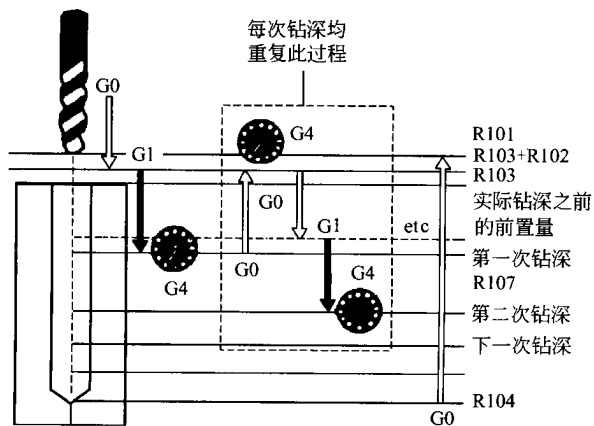 每次钻深均
重复此过程
G0
G1
G4
R101
R103+R102
R103
G0
实际钻深之前
的前置量
G1
etc
G0
第一次钻深
G4
G4
R107
第二次钻深
下一次钻深
R104
G0